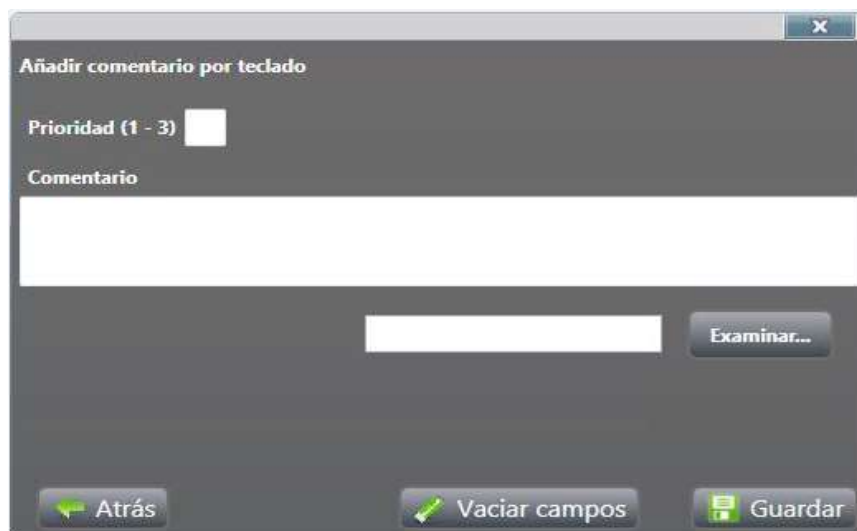 Añadir comentario por teclado
Prioridad (1 - 3)
Comentario
Examinar...
Atrás
Vaciar campos
Guardar